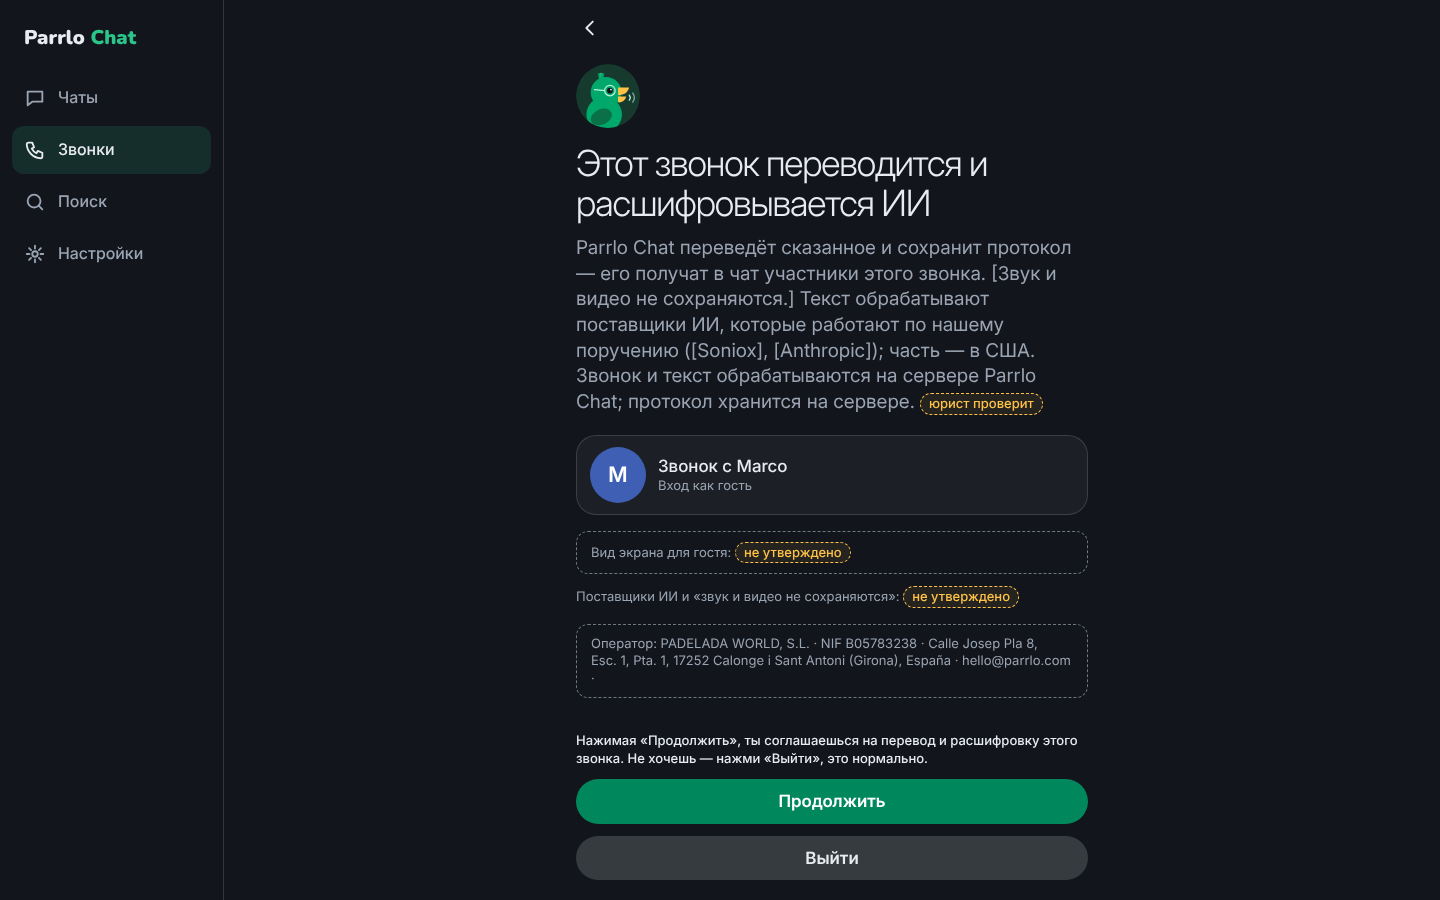 Parrlo Chat
Чаты
Звонки
Поиск
Настройки
Этот звонок переводится и
расшифровывается ИИ
Parrlo Chat переведёт сказанное и сохранит протокол
— его получат в чат участники этого звонка. [Звук и
видео не сохраняются.] Текст обрабатывают
поставщики ИИ, которые работают по нашему
поручению ([Soniox], [Anthropic]); часть — в США.
Звонок и текст обрабатываются на сервере Parrlo
Chat; протокол хранится на сервере. юрист проверит
M
Звонок с Marco
Вход как гость
Вид экрана для гостя: не утверждено
Поставщики ИИ и «звук и видео не сохраняются»: не утверждено
Оператор: PADELADA WORLD, S.L. · NIF B05783238 · Calle Josep Pla 8,
Esc. 1, Pta. 1, 17252 Calonge i Sant Antoni (Girona), España · hello@parrlo.com
·
Нажимая «Продолжить», ты соглашаешься на перевод и расшифровку этого
звонка. Не хочешь — нажми «Выйти», это нормально.
Продолжить
Выйти